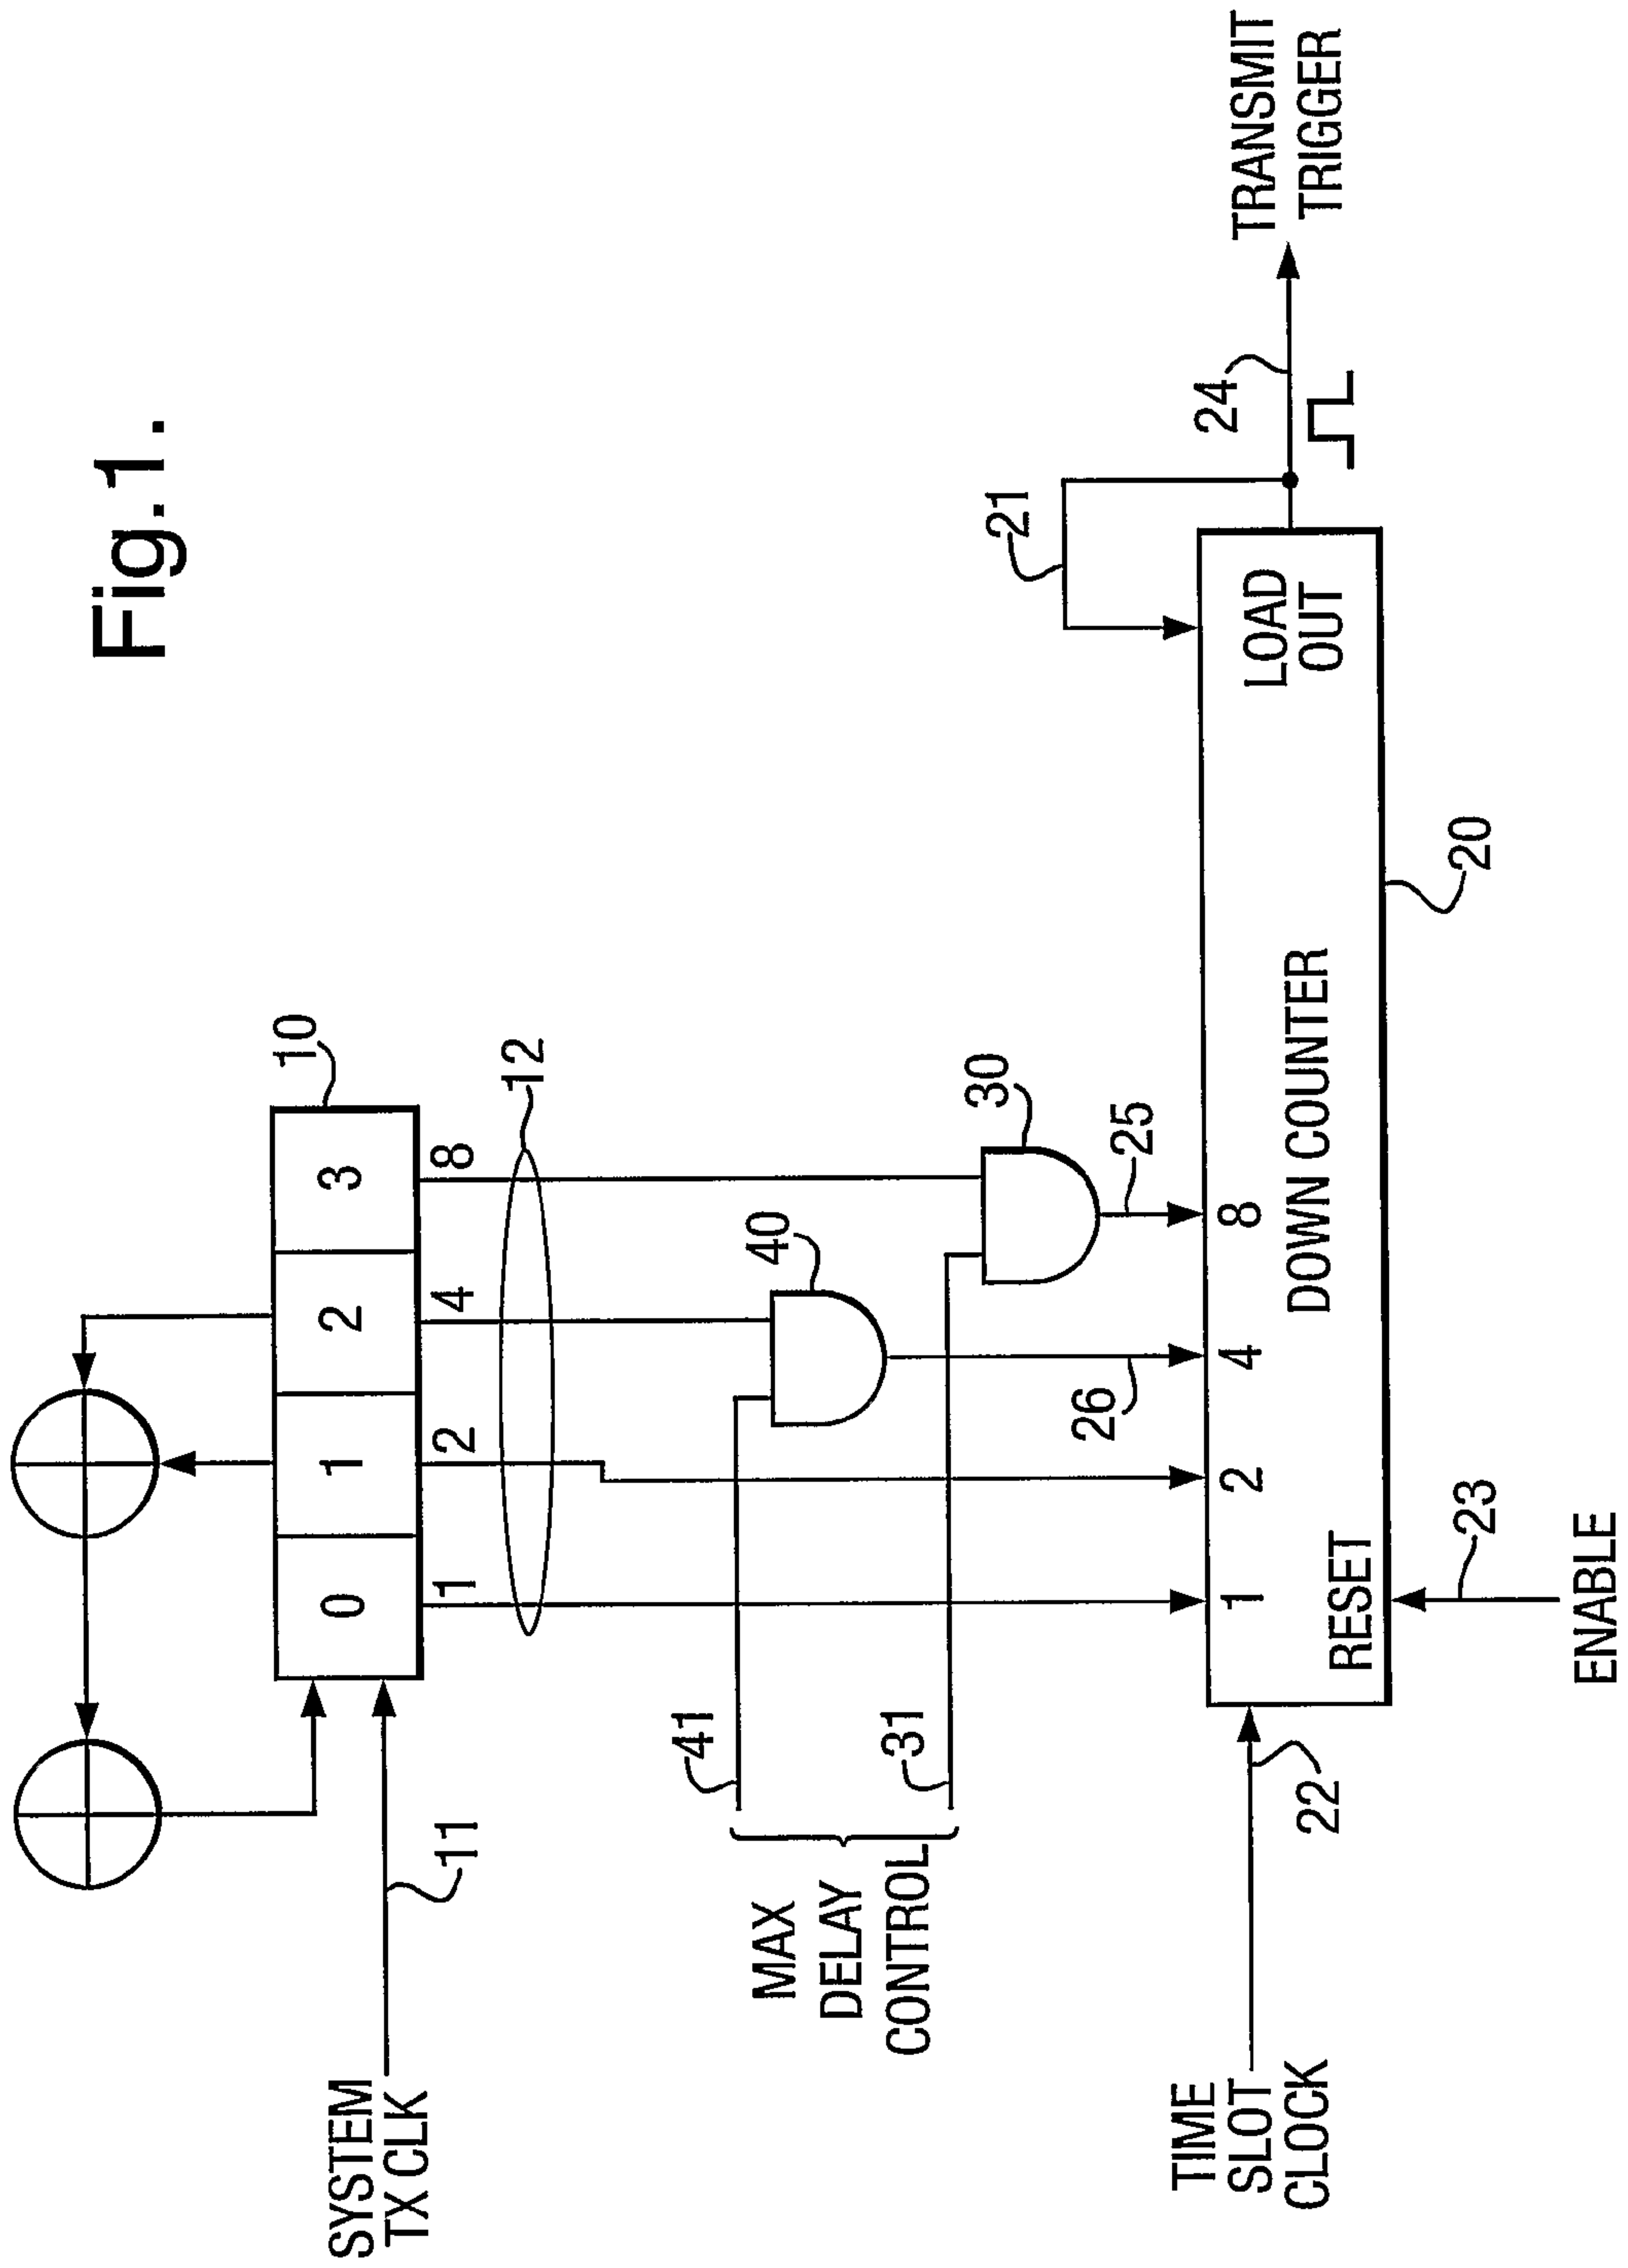 Fig.1.
10
0
1
2
3
SYSTEM
TX CLK
11
1
2
4
8
12
41
40
MAX
DELAY
CONTROL
31
30
26
25
21
24
TRANSMIT
TRIGGER
TIME
SLOT
CLOCK
22
1
2
4
8
LOAD
OUT
DOWN COUNTER
RESET
20
23
ENABLE